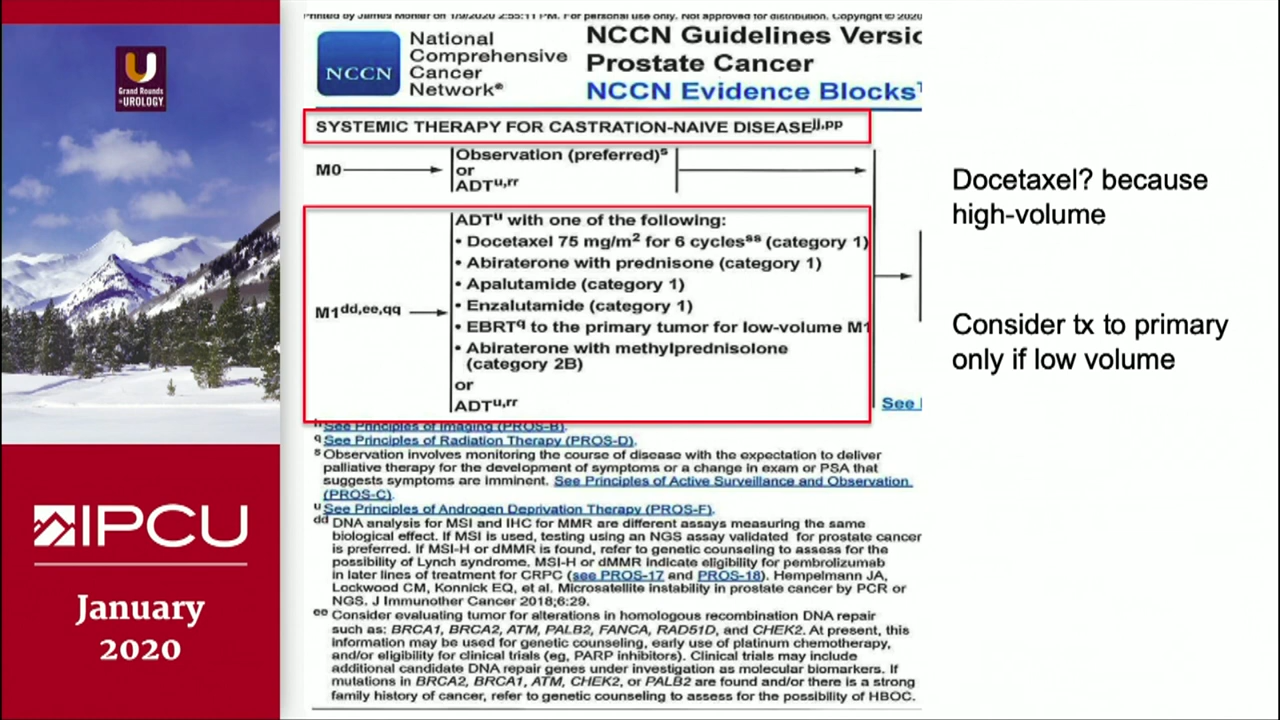 Printed by James Mohler on 1/9/2020 2:55:11 PM. For personal use only. Not approved for distribution. Copyright © 2020
U
Grand Rounds
in UROLOGY
NCCN
National
Comprehensive
Cancer
Network®
NCCN Guidelines Versio
Prostate Cancer
NCCN Evidence Blocks
SYSTEMIC THERAPY FOR CASTRATION-NAIVE DISEASEjj,pp
M0
Observation (preferred)s
or
ADTu,rr
M1dd,ee,qq
ADTu with one of the following:
• Docetaxel 75 mg/m2 for 6 cyclesss (category 1)
• Abiraterone with prednisone (category 1)
• Apalutamide (category 1)
• Enzalutamide (category 1)
• EBRTq to the primary tumor for low-volume M1
• Abiraterone with methylprednisolone
(category 2B)
or
ADTu,rr
See
h See Principles of Imaging (PROS-B).
q See Principles of Radiation Therapy (PROS-D).
s Observation involves monitoring the course of disease with the expectation to deliver
palliative therapy for the development of symptoms or a change in exam or PSA that
suggests symptoms are imminent. See Principles of Active Surveillance and Observation
(PROS-C).
u See Principles of Androgen Deprivation Therapy (PROS-F).
dd DNA analysis for MSI and IHC for MMR are different assays measuring the same
biological effect. If MSI is used, testing using an NGS assay validated for prostate cancer
is preferred. If MSI-H or dMMR is found, refer to genetic counseling to assess for the
possibility of Lynch syndrome. MSI-H or dMMR indicate eligibility for pembrolizumab
in later lines of treatment for CRPC (see PROS-17 and PROS-18). Hempelmann JA,
Lockwood CM, Konnick EQ, et al. Microsatellite instability in prostate cancer by PCR or
NGS. J Immunother Cancer 2018;6:29.
ee Consider evaluating tumor for alterations in homologous recombination DNA repair
such as: BRCA1, BRCA2, ATM, PALB2, FANCA, RAD51D, and CHEK2. At present, this
information may be used for genetic counseling, early use of platinum chemotherapy,
and/or eligibility for clinical trials (eg, PARP inhibitors). Clinical trials may include
additional candidate DNA repair genes under investigation as molecular biomarkers. If
mutations in BRCA2, BRCA1, ATM, CHEK2, or PALB2 are found and/or there is a strong
family history of cancer, refer to genetic counseling to assess for the possibility of HBOC.
Docetaxel? because
high-volume
Consider tx to primary
only if low volume
IPCU
January
2020